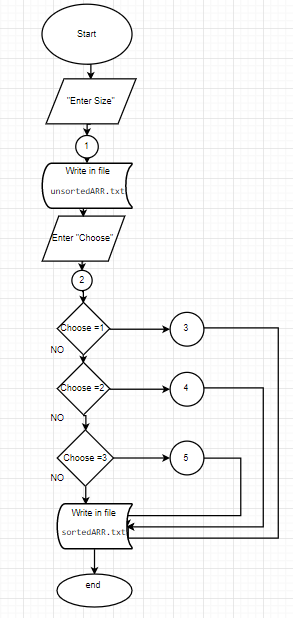 Start
"Enter Size"
1
Write in file
unsortedARR.txt
Enter "Choose"
2
Choose =1
3
NO
Choose =2
4
NO
Choose =3
5
NO
Write in file
sortedARR.txt
end